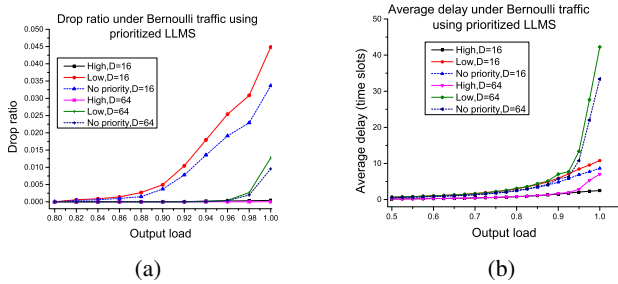 Drop ratio under Bernoulli traffic using
prioritized LLMS
0.050
0.045
0.040
0.035
0.030
0.025
0.020
0.015
0.010
0.005
0.000
Drop ratio
High,D=16
Low,D=16
No priority,D=16
High,D=64
Low,D=64
No priority,D=64
0.80 0.82 0.84 0.86 0.88 0.90 0.92 0.94 0.96 0.98 1.00
Output load
(a)
Average delay under Bernoulli traffic
using prioritized LLMS
50
40
30
20
10
0
Average delay (time slots)
High,D=16
Low,D=16
No priority,D=16
High,D=64
Low,D=64
No priority,D=64
0.5 0.6 0.7 0.8 0.9 1.0
Output load
(b)